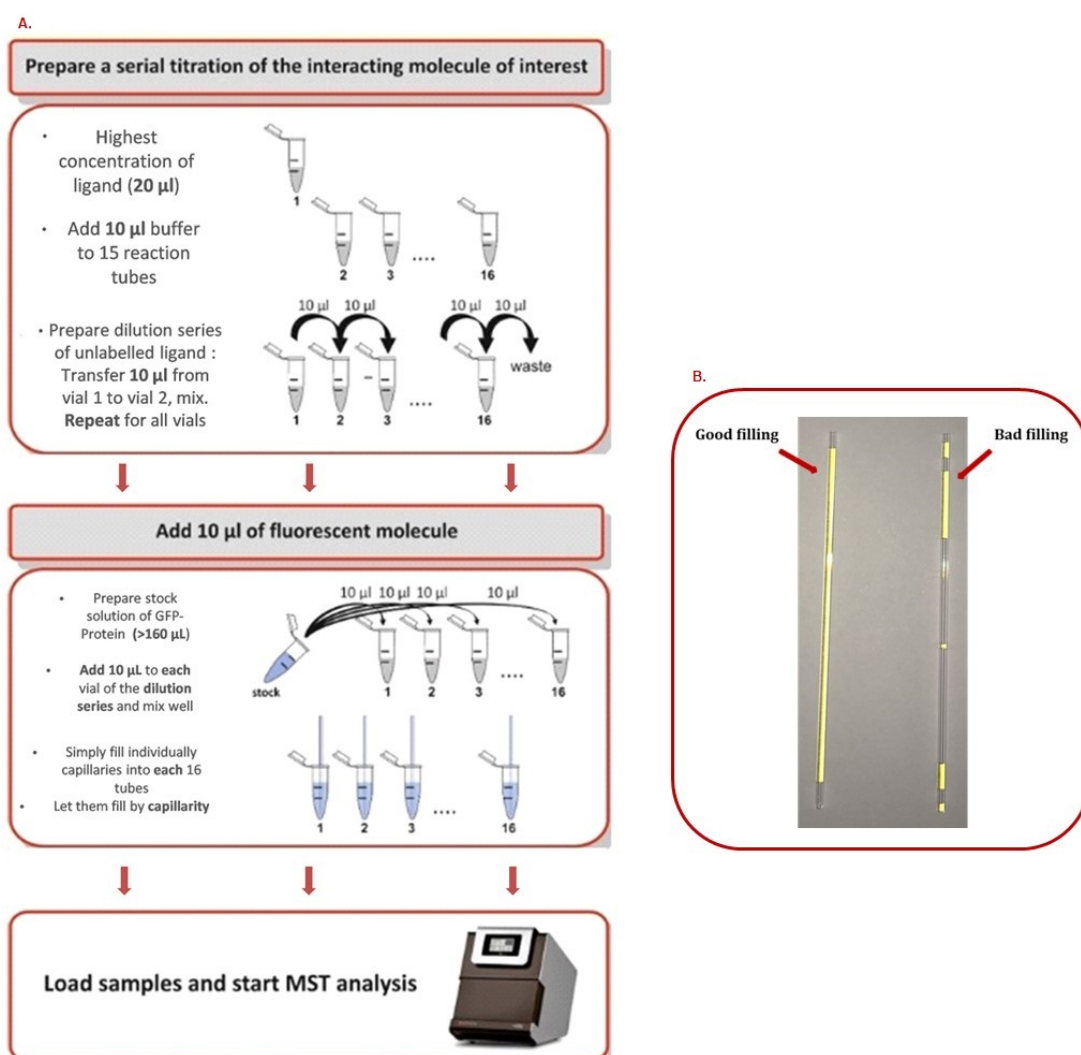 A.
Prepare a serial titration of the interacting molecule of interest
• Highest
concentration of
ligand (20 µl)
1
• Add 10 µl buffer
to 15 reaction
tubes
2 3 .... 16
10 µl 10 µl 10 µl 10 µl
• Prepare dilution series
of unlabelled ligand :
Transfer 10 µl from
vial 1 to vial 2, mix.
Repeat for all vials
waste
1 2 3 .... 16
Add 10 µl of fluorescent molecule
• Prepare stock
solution of GFP-
Protein (>160 µL)
10 µl 10 µl 10 µl 10 µl
• Add 10 µL to each
vial of the dilution
series and mix well
stock
1 2 3 .... 16
• Simply fill individually
capillaries into each 16
tubes
• Let them fill by capillarity
1 2 3 .... 16
Load samples and start MST analysis
B.
Good filling
Bad filling